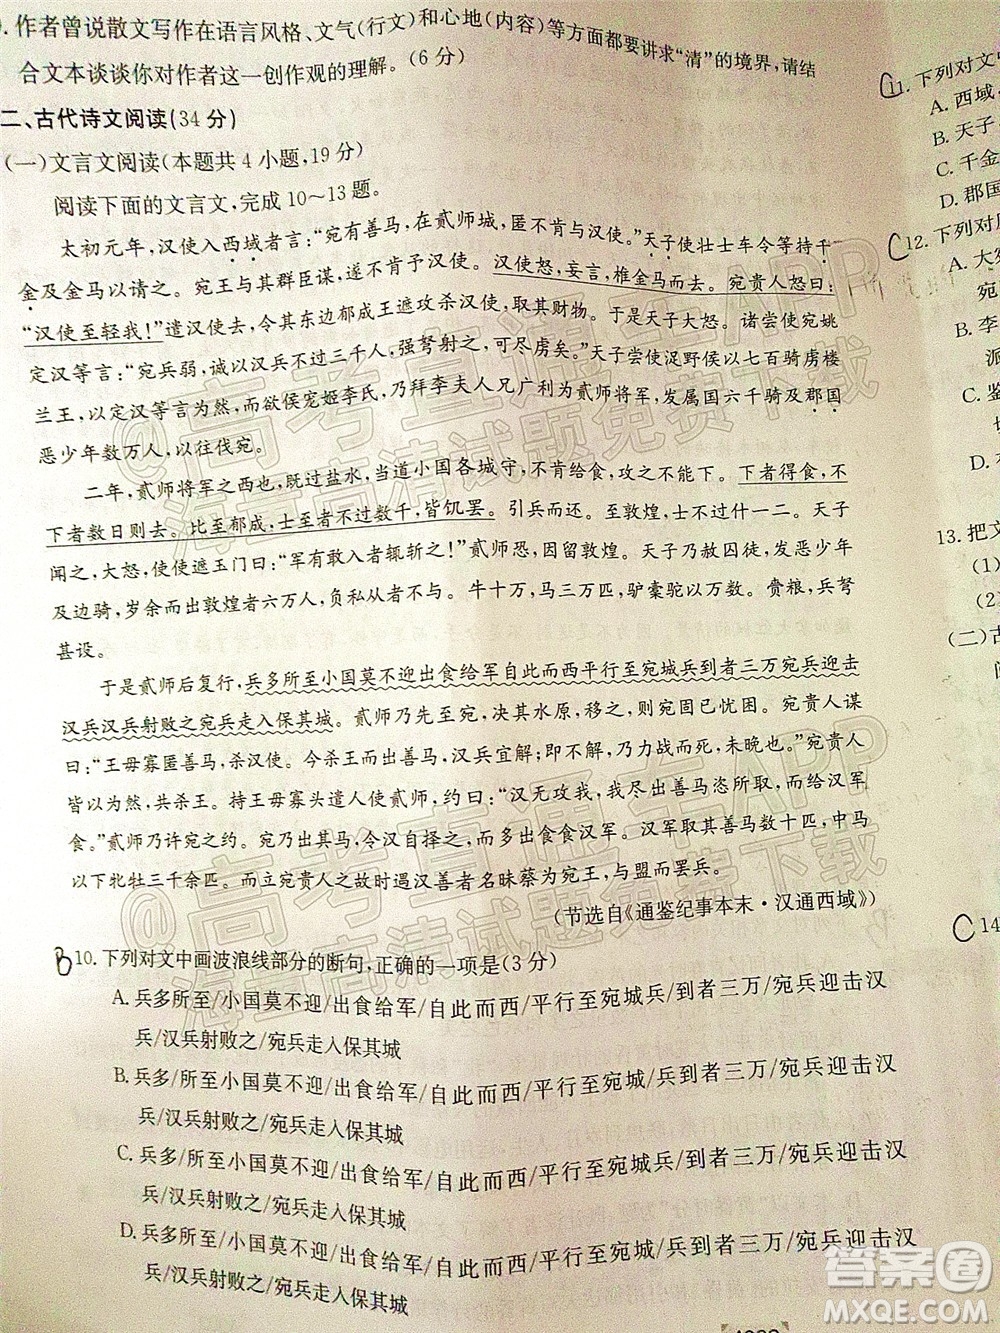 作者曾说散文写作在语言风格、文气(行文)和心地(内容)等方面都要讲求“清”的境界,请结
合文本谈谈你对作者这一创作观的理解。(6分)
二、古代诗文阅读(34分)
(一)文言文阅读(本题共4小题,19分)
阅读下面的文言文,完成10～13题。
太初元年,汉使入西域者言:“宛有善马,在贰师城,匿不肯与汉使。”天子使壮士车令等持千
金及金马以请之。宛王与其群臣谋,遂不肯予汉使。汉使怒,妄言,椎金马而去。宛贵人怒曰:
“汉使至轻我!”遣汉使去,令其东边郁成王遮攻杀汉使,取其财物。于是天子大怒。诸尝使宛姚
定汉等言:“宛兵弱,诚以汉兵不过三千人,强弩射之,可尽虏矣。”天子尝使浞野侯以七百骑虏楼
兰王,以定汉等言为然,而欲侯宠姬李氏,乃拜李夫人兄广利为贰师将军,发属国六千骑及郡国
恶少年数万人,以往伐宛。
二年,贰师将军之西也,既过盐水,当道小国各城守,不肯给食,攻之不能下。下者得食,不
下者数日则去。比至郁成,士至者不过数千,皆饥罢。引兵而还。至敦煌,士不过什一二。天子
闻之,大怒,使使遮玉门曰:“军有敢入者辄斩之!”贰师恐,因留敦煌。天子乃赦囚徒,发恶少年
及边骑,岁余而出敦煌者六万人,负私从者不与。牛十万,马三万匹,驴橐驼以万数。赍粮、兵弩
甚设。
于是贰师后复行,兵多所至小国莫不迎出食给军自此而西平行至宛城兵到者三万宛兵迎击
汉兵汉兵射败之宛兵走入保其城。贰师乃先至宛,决其水原,移之,则宛固已忧困。宛贵人谋
曰:“王毋寡匿善马,杀汉使。今杀王而出善马,汉兵宜解;即不解,乃力战而死,未晚也。”宛贵人
皆以为然,共杀王。持王毋寡头遣人使贰师,约曰:“汉无攻我,我尽出善马恣所取,而给汉军
食。”贰师乃许宛之约。宛乃出其马,令汉自择之,而多出食食汉军。汉军取其善马数十匹,中马
以下牝牡三千余匹。而立宛贵人之故时遇汉善者名昧蔡为宛王,与盟而罢兵。
(节选自《通鉴纪事本末·汉通西域》)
B 10.下列对文中画波浪线部分的断句,正确的一项是(3分)
A.兵多所至/小国莫不迎/出食给军/自此而西/平行至宛城兵/到者三万/宛兵迎击汉
兵/汉兵射败之/宛兵走入保其城
B.兵多/所至小国莫不迎/出食给军/自此而西/平行至宛城/兵到者三万/宛兵迎击汉
兵/汉兵射败之/宛兵走入保其城
C.兵多所至/小国莫不迎/出食给军/自此而西/平行至宛城/兵到者三万/宛兵迎击汉
兵/汉兵射败之/宛兵走入保其城
D.兵多/所至小国莫不迎/出食给军/自此而西/平行至宛城/兵到者三万/宛兵迎击汉
兵/汉兵射败之/宛兵走入保其城
C 11.下列对文中
A.西域,
B.天子
C.千金
D.郡国
C 12.下列对原
A.大宛
宛
B.李
派
C.鉴
D.
13.把文
(1)
(2)
(二)古
阅
C 14
@高考直通车APP
海量高清试题免费下载
@高考直通车APP
海量高清试题免费下载
答案圈
MXQE.COM